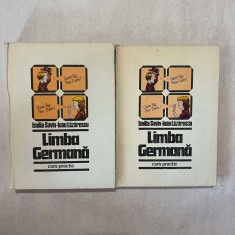 Emilia Savin-Ioan Lăzărescu
Limba
Germană
curs practic
Emilia Savin-Ioan Lăzărescu
Limba
Germană
curs practic